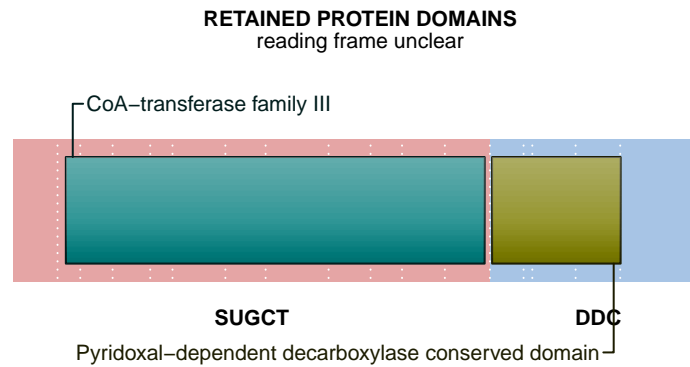 RETAINED PROTEIN DOMAINS
reading frame unclear
CoA−transferase family III
SUGCT
DDC
Pyridoxal−dependent decarboxylase conserved domain